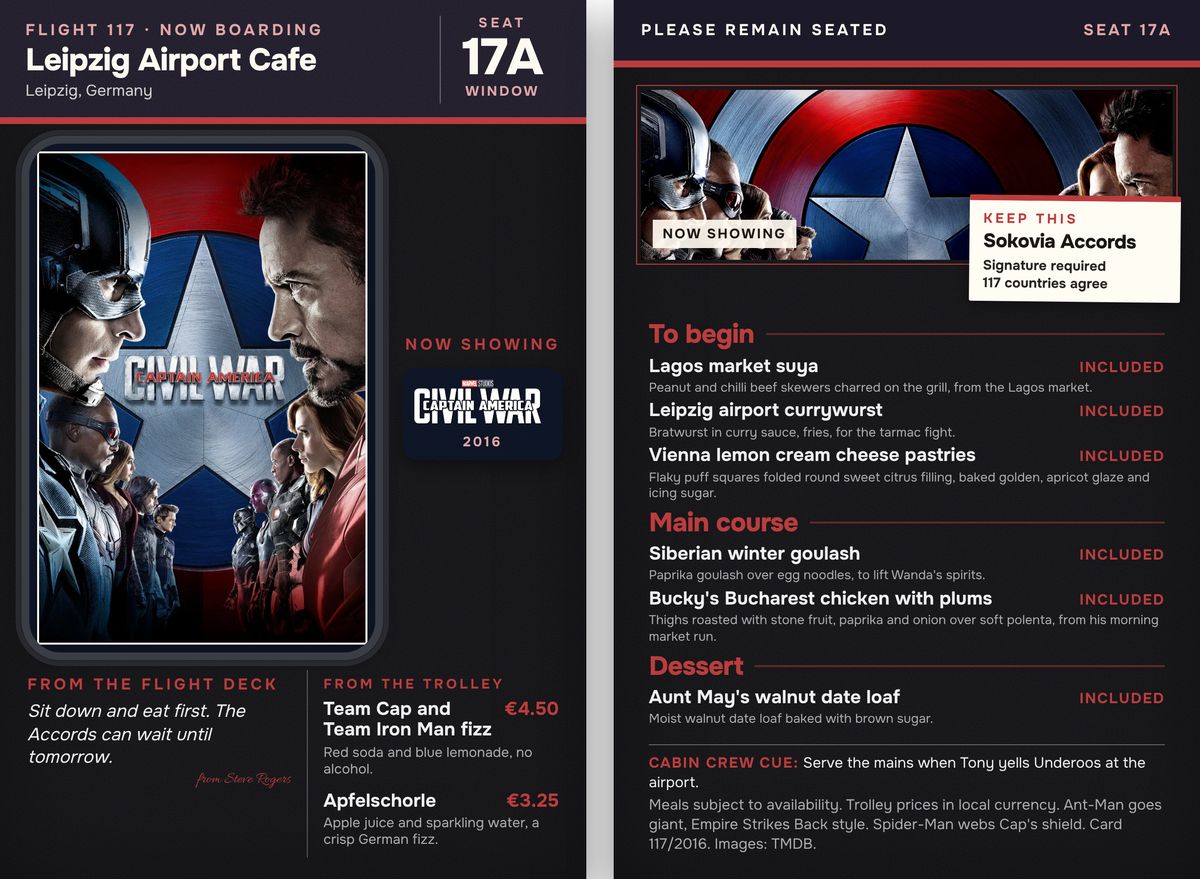 FLIGHT 117 · NOW BOARDING
Leipzig Airport Cafe
Leipzig, Germany
SEAT
17A
WINDOW
CIVIL WAR
CAPTAIN AMERICA
NOW SHOWING
MARVEL STUDIOS
CIVIL WAR
CAPTAIN AMERICA
2016
FROM THE FLIGHT DECK
Sit down and eat first. The
Accords can wait until
tomorrow.
from Steve Rogers
FROM THE TROLLEY
Team Cap and €4.50
Team Iron Man fizz
Red soda and blue lemonade, no
alcohol.
Apfelschorle €3.25
Apple juice and sparkling water, a
crisp German fizz.
PLEASE REMAIN SEATED SEAT 17A
NOW SHOWING
KEEP THIS
Sokovia Accords
Signature required
117 countries agree
To begin
Lagos market suya INCLUDED
Peanut and chilli beef skewers charred on the grill, from the Lagos market.
Leipzig airport currywurst INCLUDED
Bratwurst in curry sauce, fries, for the tarmac fight.
Vienna lemon cream cheese pastries INCLUDED
Flaky puff squares folded round sweet citrus filling, baked golden, apricot glaze and
icing sugar.
Main course
Siberian winter goulash INCLUDED
Paprika goulash over egg noodles, to lift Wanda's spirits.
Bucky's Bucharest chicken with plums INCLUDED
Thighs roasted with stone fruit, paprika and onion over soft polenta, from his morning
market run.
Dessert
Aunt May's walnut date loaf INCLUDED
Moist walnut date loaf baked with brown sugar.
CABIN CREW CUE: Serve the mains when Tony yells Underoos at the
airport.
Meals subject to availability. Trolley prices in local currency. Ant-Man goes
giant, Empire Strikes Back style. Spider-Man webs Cap's shield. Card
117/2016. Images: TMDB.